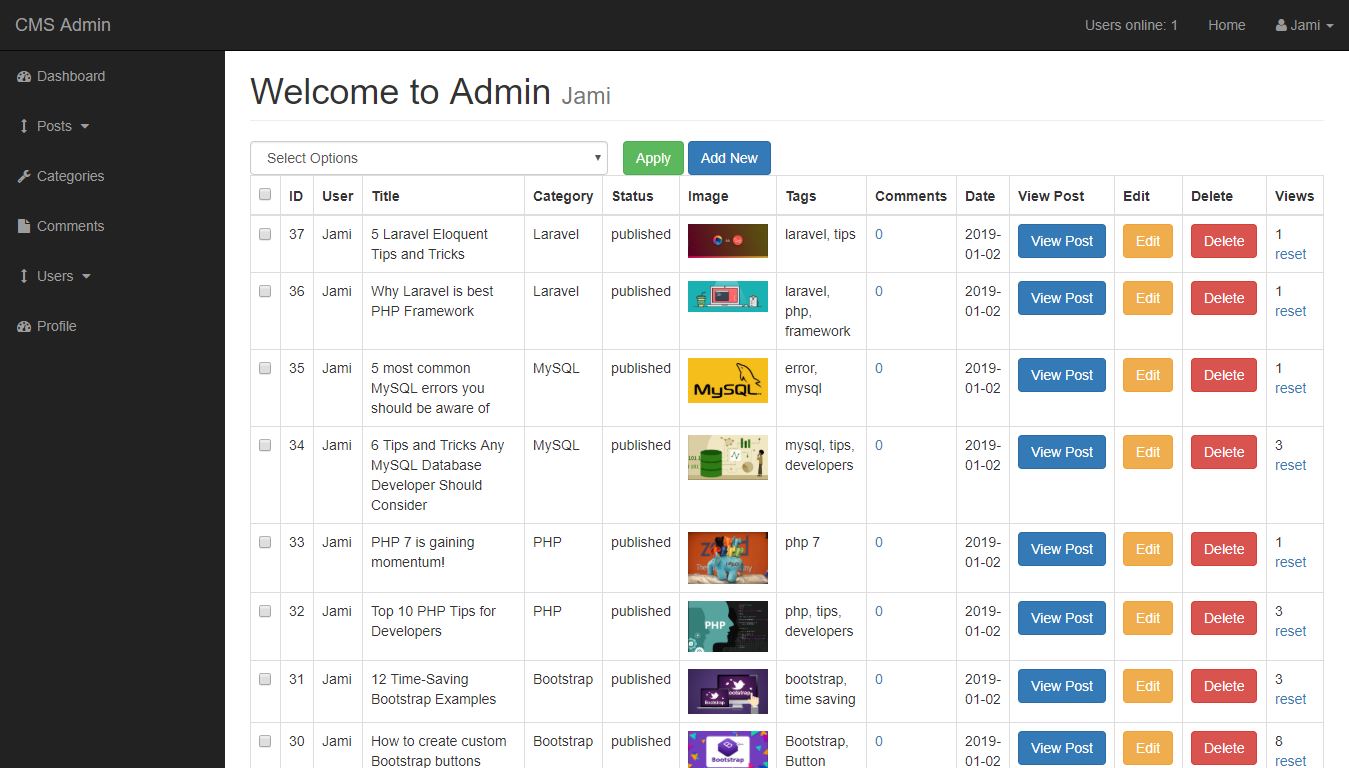 CMS Admin
Users online: 1 Home Jami
Dashboard
Posts
Categories
Comments
Users
Profile
Welcome to Admin Jami
Select Options Apply Add New
ID User Title Category Status Image Tags Comments Date View Post Edit Delete Views
37 Jami 5 Laravel Eloquent Laravel published laravel, tips 0 2019- View Post Edit Delete 1
Tips and Tricks 01-02 reset
36 Jami Why Laravel is best Laravel published laravel, 0 2019- View Post Edit Delete 1
PHP Framework php, 01-02 reset
framework
35 Jami 5 most common MySQL published MySQL error, 0 2019- View Post Edit Delete 1
MySQL errors you mysql 01-02 reset
should be aware of
34 Jami 6 Tips and Tricks Any MySQL published mysql, tips, 0 2019- View Post Edit Delete 3
MySQL Database developers 01-02 reset
Developer Should
Consider
33 Jami PHP 7 is gaining PHP published php 7 0 2019- View Post Edit Delete 1
momentum! 01-02 reset
32 Jami Top 10 PHP Tips for PHP published PHP php, tips, 0 2019- View Post Edit Delete 3
Developers developers 01-02 reset
31 Jami 12 Time-Saving Bootstrap published Bootstrap bootstrap, 0 2019- View Post Edit Delete 3
Bootstrap Examples Bootstrap time saving 01-02 reset
30 Jami How to create custom Bootstrap published Bootstrap, 0 2019- View Post Edit Delete 8
Bootstrap buttons Bootstrap Button 01-02 reset